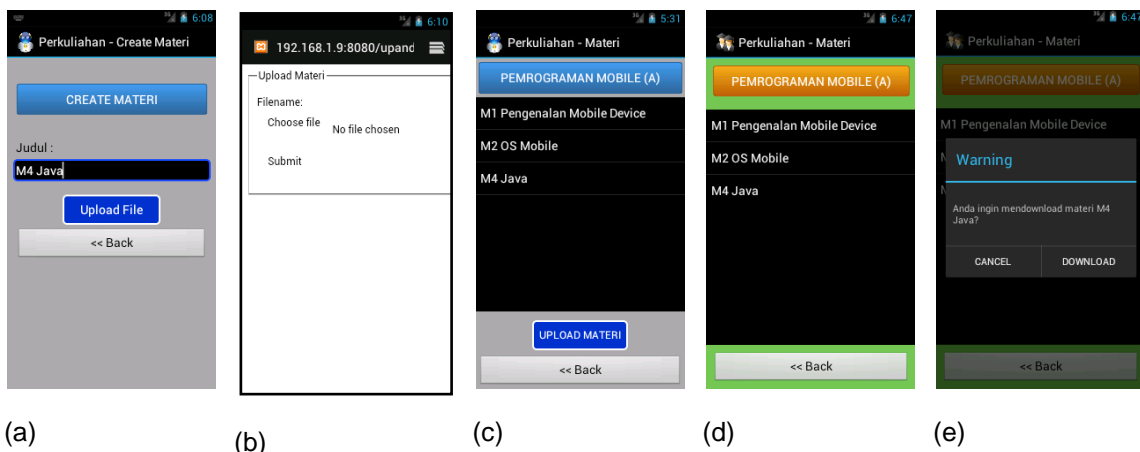 6:08
Perkuliahan - Create Materi
CREATE MATERI
Judul :
M4 Java
Upload File
<< Back
(a)
6:10
192.168.1.9:8080/upand
Upload Materi
Filename:
Choose file No file chosen
Submit
(b)
5:31
Perkuliahan - Materi
PEMROGRAMAN MOBILE (A)
M1 Pengenalan Mobile Device
M2 OS Mobile
M4 Java
UPLOAD MATERI
<< Back
(c)
6:47
Perkuliahan - Materi
PEMROGRAMAN MOBILE (A)
M1 Pengenalan Mobile Device
M2 OS Mobile
M4 Java
<< Back
(d)
6:47
Perkuliahan - Materi
PEMROGRAMAN MOBILE (A)
M1 Pengenalan Mobile Device
Warning
Anda ingin mendownload materi M4
Java?
CANCEL DOWNLOAD
<< Back
(e)